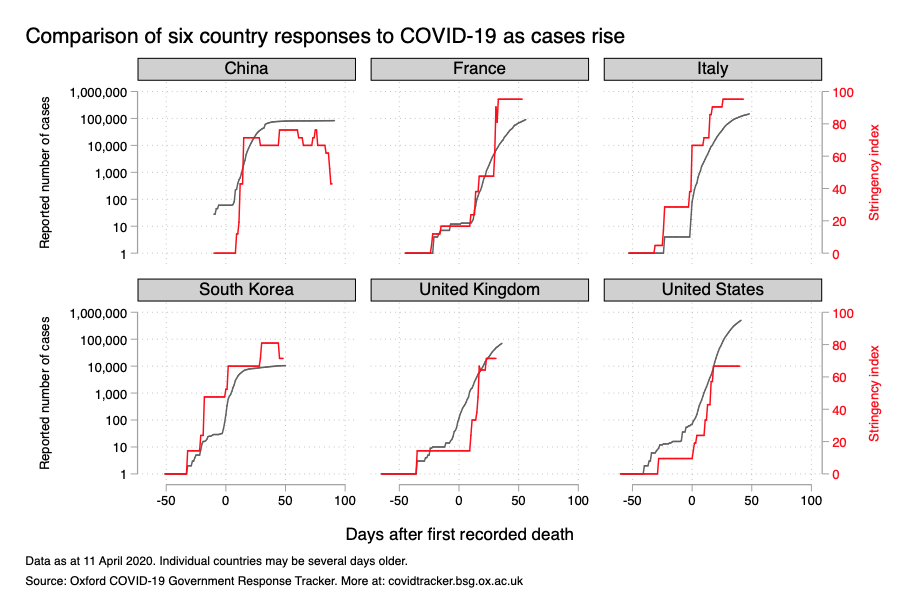 Comparison of six country responses to COVID-19 as cases rise
China
France
Italy
Reported number of cases
1,000,000
100,000
10,000
1,000
100
10
1
100
80
60
40
20
0
Stringency index
South Korea
United Kingdom
United States
Reported number of cases
1,000,000
100,000
10,000
1,000
100
10
1
100
80
60
40
20
0
Stringency index
-50 0 50 100 -50 0 50 100 -50 0 50 100
Days after first recorded death
Data as at 11 April 2020. Individual countries may be several days older.
Source: Oxford COVID-19 Government Response Tracker. More at: covidtracker.bsg.ox.ac.uk